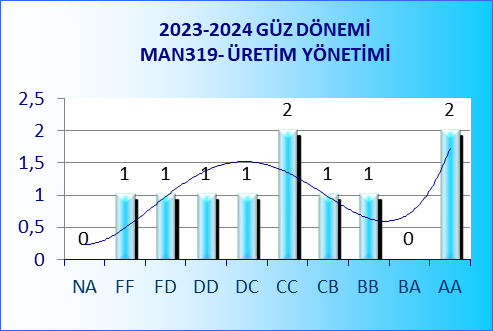 2023-2024 GÜZ DÖNEMİ
MAN319- ÜRETİM YÖNETİMİ
2,5
2
1,5
1
0,5
0
0 1 1 1 1 2 1 1 0 2
NA FF FD DD DC CC CB BB BA AA